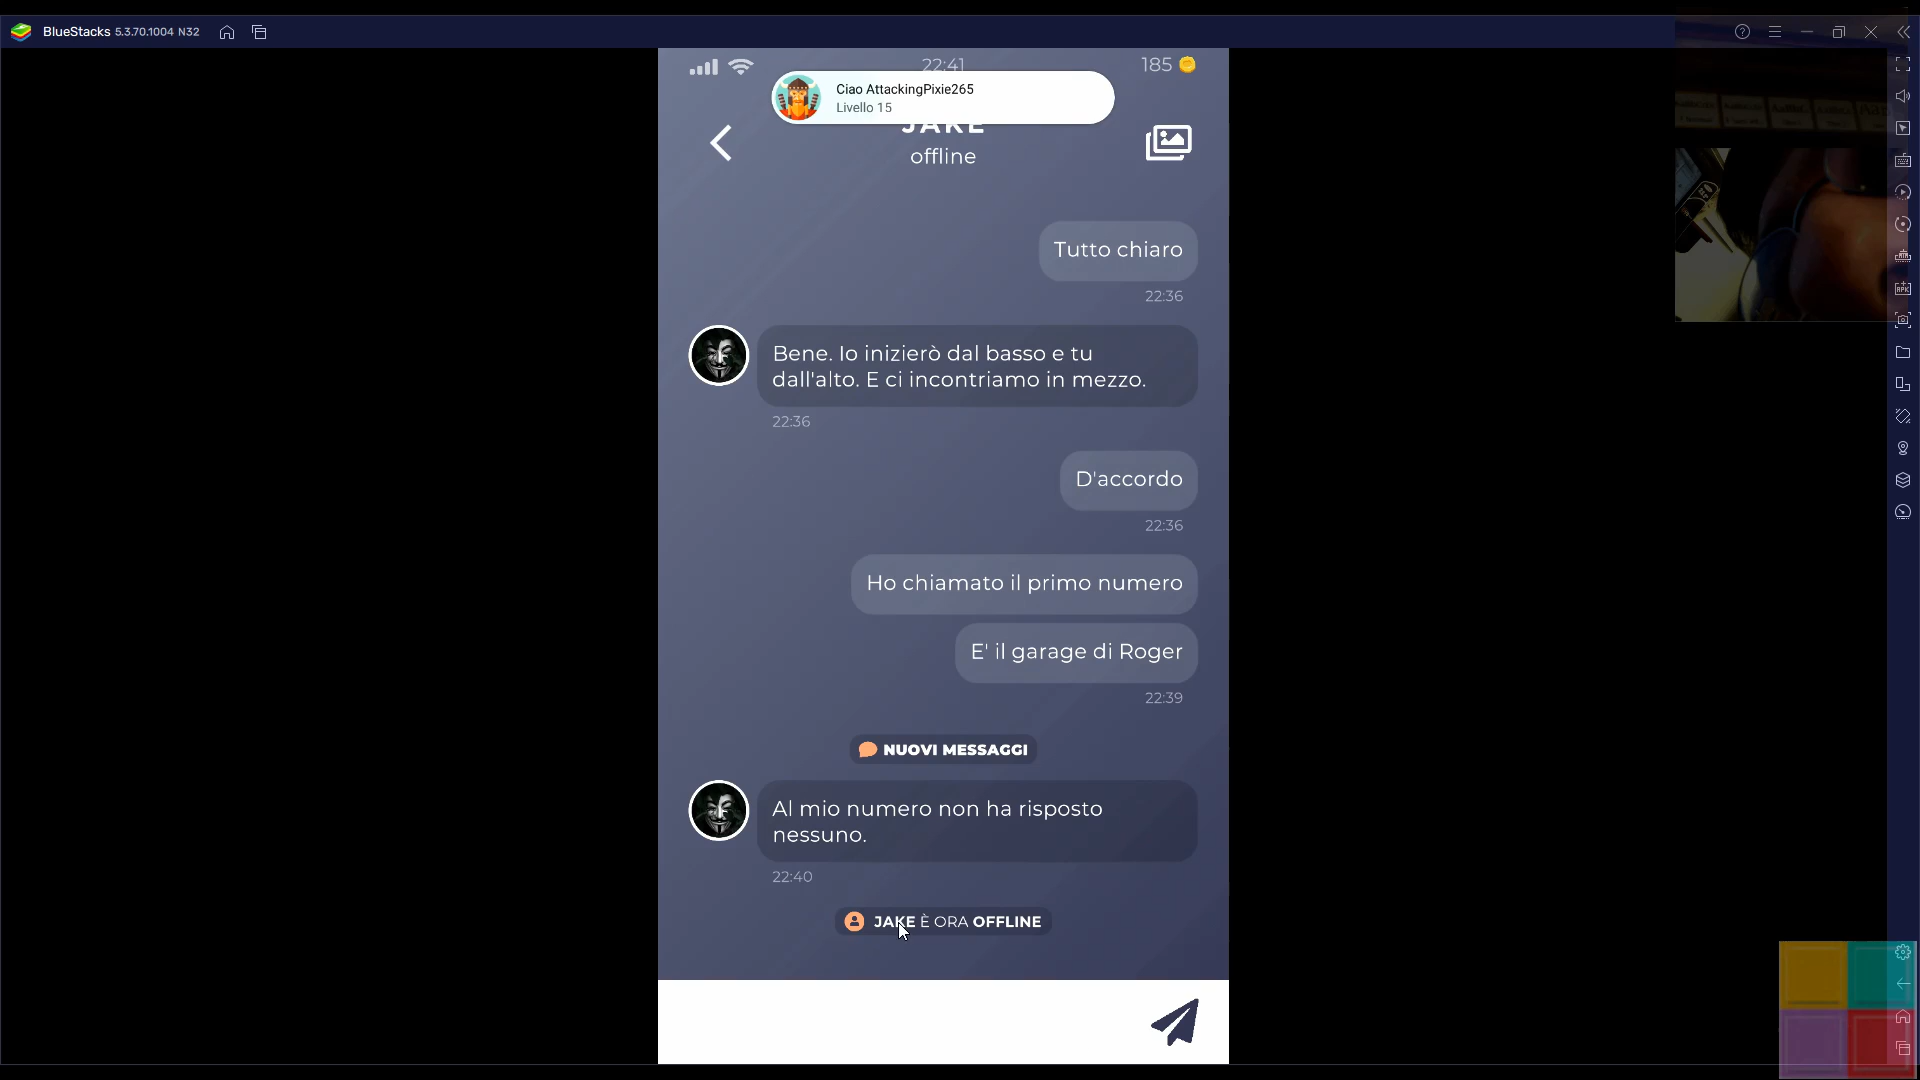 BlueStacks 5.3.70.1004 N32
22:41
185
Ciao AttackingPixie265
Livello 15
JAKE
offline
Tutto chiaro
22:36
Bene. Io inizierò dal basso e tu
dall'alto. E ci incontriamo in mezzo.
22:36
D'accordo
22:36
Ho chiamato il primo numero
E' il garage di Roger
22:39
NUOVI MESSAGGI
Al mio numero non ha risposto
nessuno.
22:40
JAKE È ORA OFFLINE